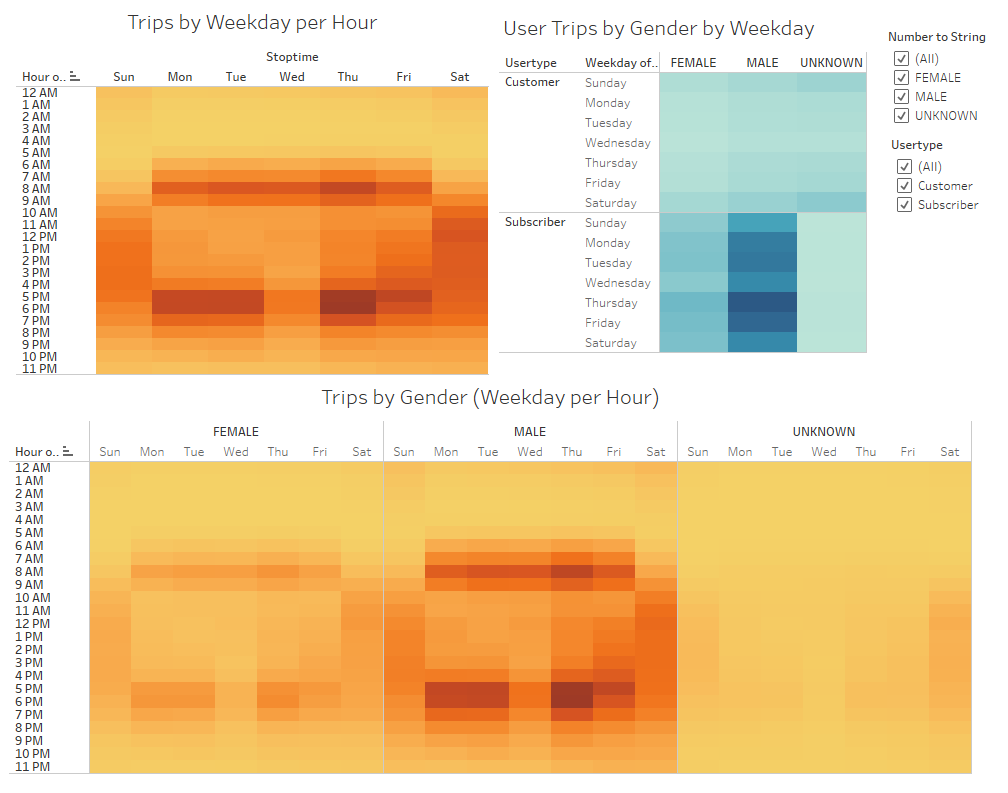 Trips by Weekday per Hour
Stoptime
Hour o.. Sun Mon Tue Wed Thu Fri Sat
12 AM
1 AM
2 AM
3 AM
4 AM
5 AM
6 AM
7 AM
8 AM
9 AM
10 AM
11 AM
12 PM
1 PM
2 PM
3 PM
4 PM
5 PM
6 PM
7 PM
8 PM
9 PM
10 PM
11 PM
User Trips by Gender by Weekday
Usertype Weekday of.. FEMALE MALE UNKNOWN
Customer Sunday
Monday
Tuesday
Wednesday
Thursday
Friday
Saturday
Subscriber Sunday
Monday
Tuesday
Wednesday
Thursday
Friday
Saturday
Number to String
(All)
FEMALE
MALE
UNKNOWN
Usertype
(All)
Customer
Subscriber
Trips by Gender (Weekday per Hour)
FEMALE MALE UNKNOWN
Hour o.. Sun Mon Tue Wed Thu Fri Sat Sun Mon Tue Wed Thu Fri Sat Sun Mon Tue Wed Thu Fri Sat
12 AM
1 AM
2 AM
3 AM
4 AM
5 AM
6 AM
7 AM
8 AM
9 AM
10 AM
11 AM
12 PM
1 PM
2 PM
3 PM
4 PM
5 PM
6 PM
7 PM
8 PM
9 PM
10 PM
11 PM